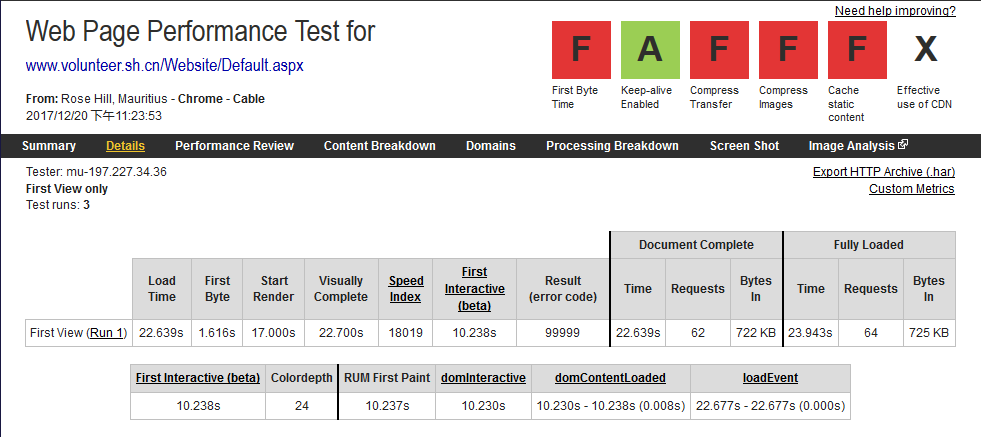 Need help improving?
Web Page Performance Test for
www.volunteer.sh.cn/Website/Default.aspx
From: Rose Hill, Mauritius - Chrome - Cable
2017/12/20 下午11:23:53
F A F F F X
First Byte Time
Keep-alive Enabled
Compress Transfer
Compress Images
Cache static content
Effective use of CDN
Summary Details Performance Review Content Breakdown Domains Processing Breakdown Screen Shot Image Analysis
Tester: mu-197.227.34.36
Export HTTP Archive (.har)
First View only
Custom Metrics
Test runs: 3
Document Complete Fully Loaded
Load Time First Byte Start Render Visually Complete Speed Index First Interactive (beta) Result (error code) Time Requests Bytes In Time Requests Bytes In
First View (Run 1) 22.639s 1.616s 17.000s 22.700s 18019 10.238s 99999 22.639s 62 722 KB 23.943s 64 725 KB
First Interactive (beta) Colordepth RUM First Paint domInteractive domContentLoaded loadEvent
10.238s 24 10.237s 10.230s 10.230s - 10.238s (0.008s) 22.677s - 22.677s (0.000s)